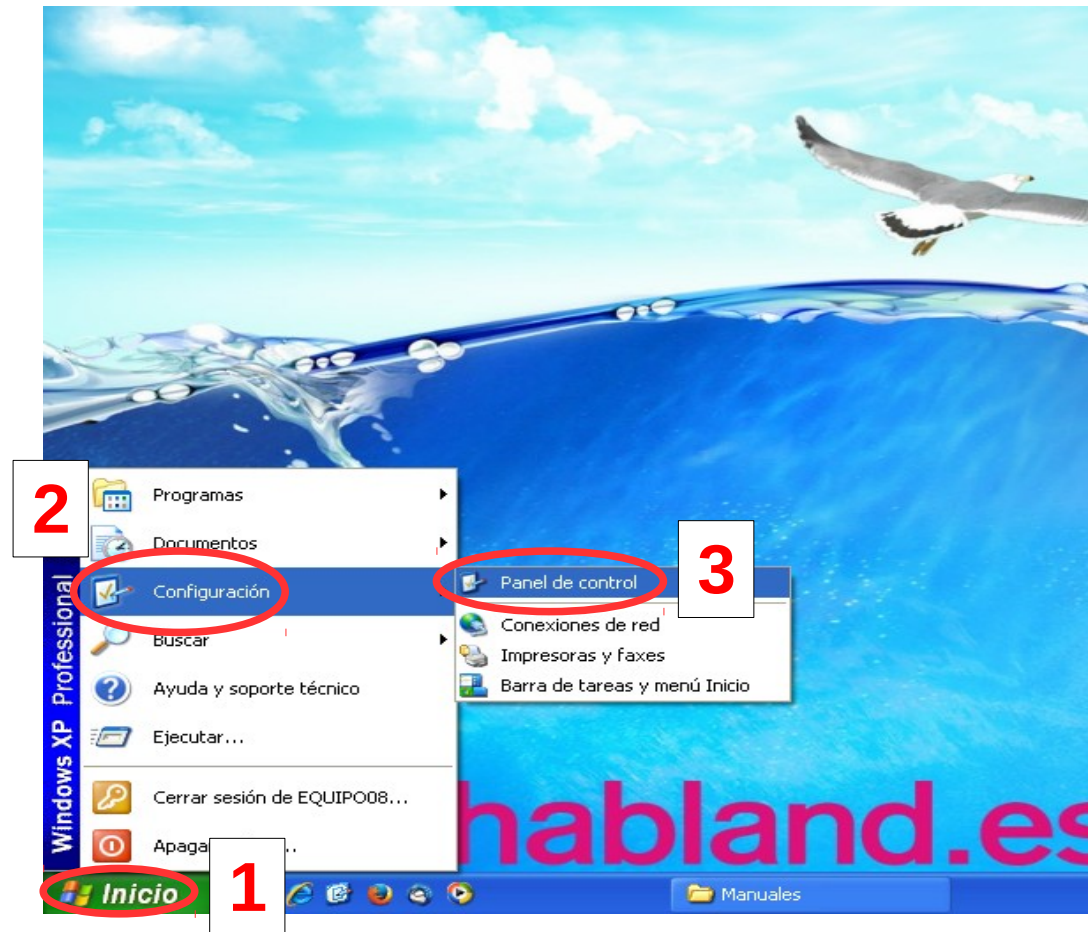 2
Programas
Documentos
Configuración
Buscar
Ayuda y soporte técnico
Ejecutar...
Cerrar sesión de EQUIPO08...
Windows XP Professional
Panel de control
3
Conexiones de red
Impresoras y faxes
Barra de tareas y menú Inicio
habland.es
Inicio
1
Manuales